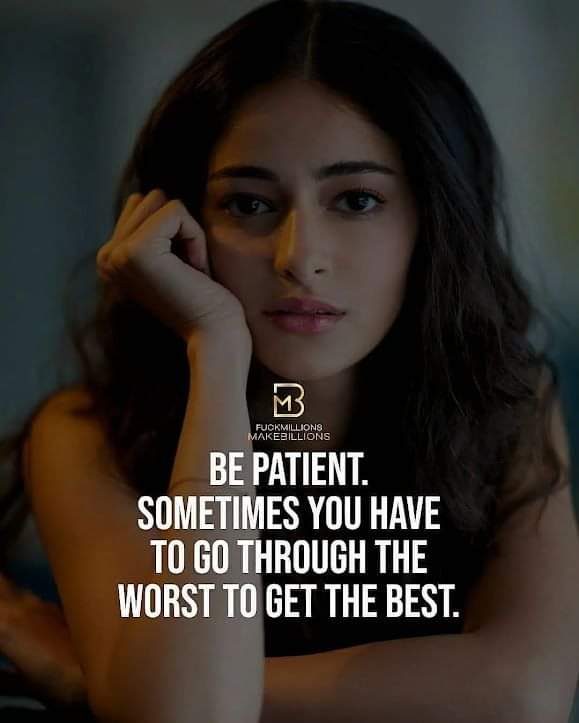 MB
FUCKMILLIONS
MAKEBILLIONS
BE PATIENT.
SOMETIMES YOU HAVE
TO GO THROUGH THE
WORST TO GET THE BEST.